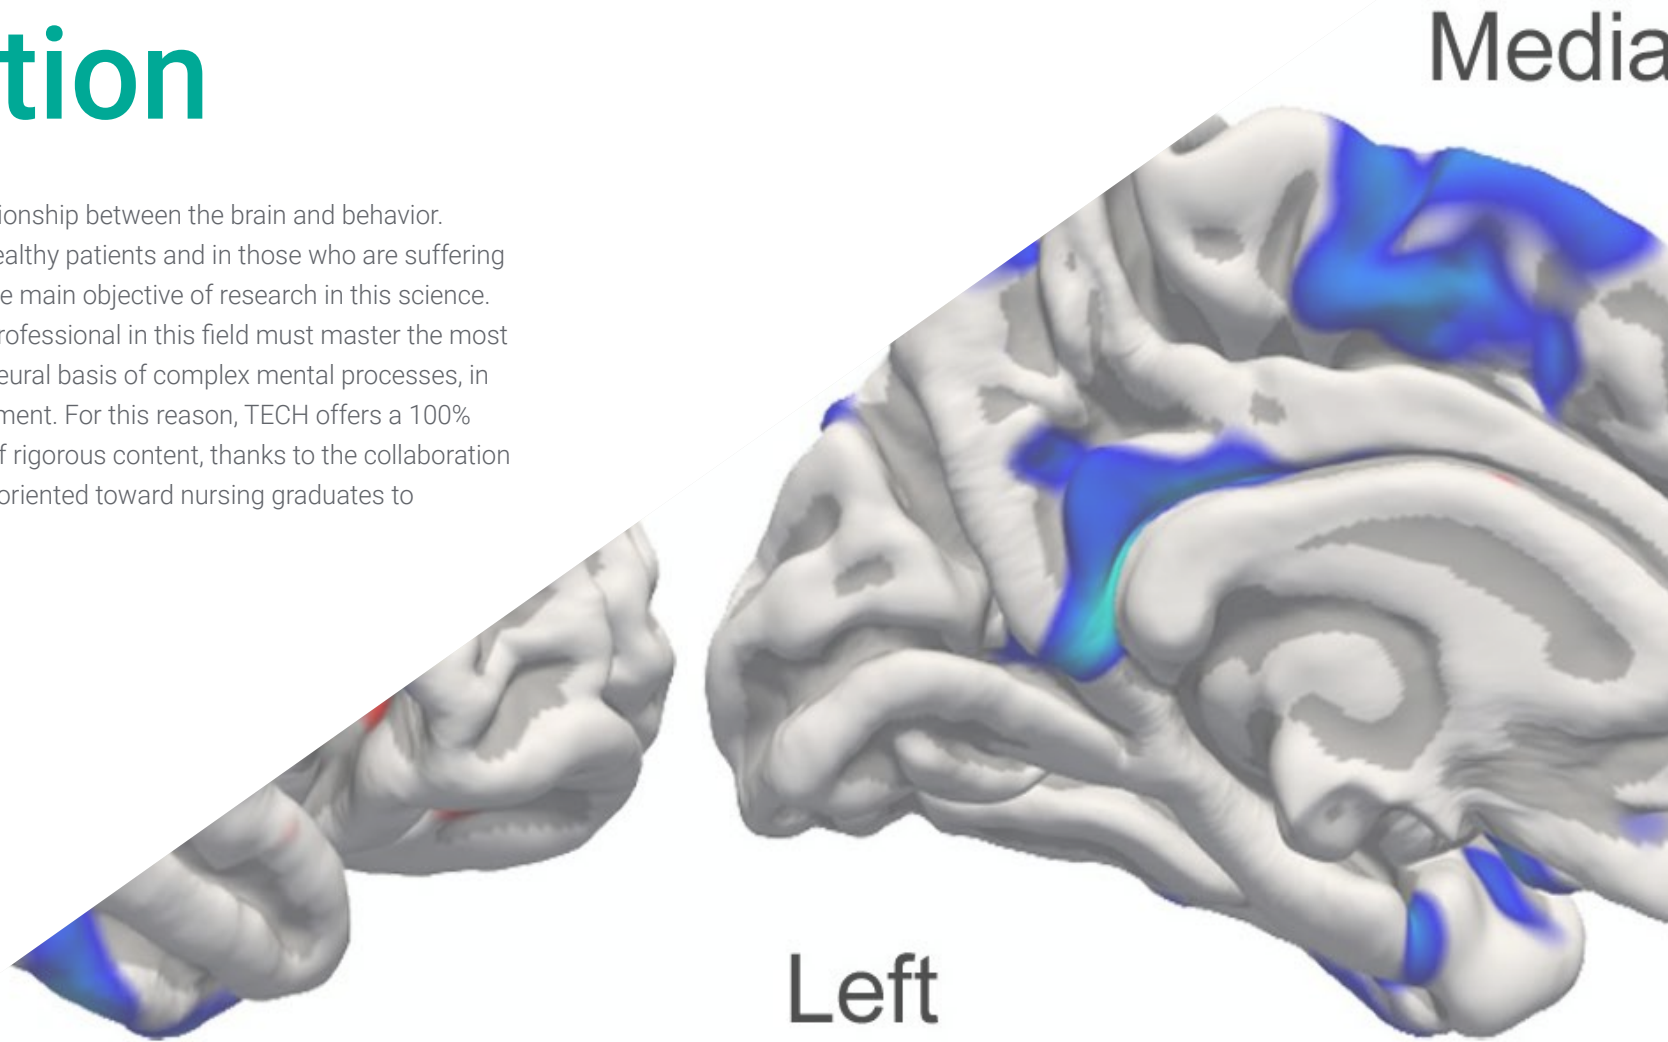 tion
ionship between the brain and behavior.
ealthy patients and in those who are suffering
e main objective of research in this science.
rofessional in this field must master the most
eural basis of complex mental processes, in
ment. For this reason, TECH offers a 100%
f rigorous content, thanks to the collaboration
oriented toward nursing graduates to
Media
Left